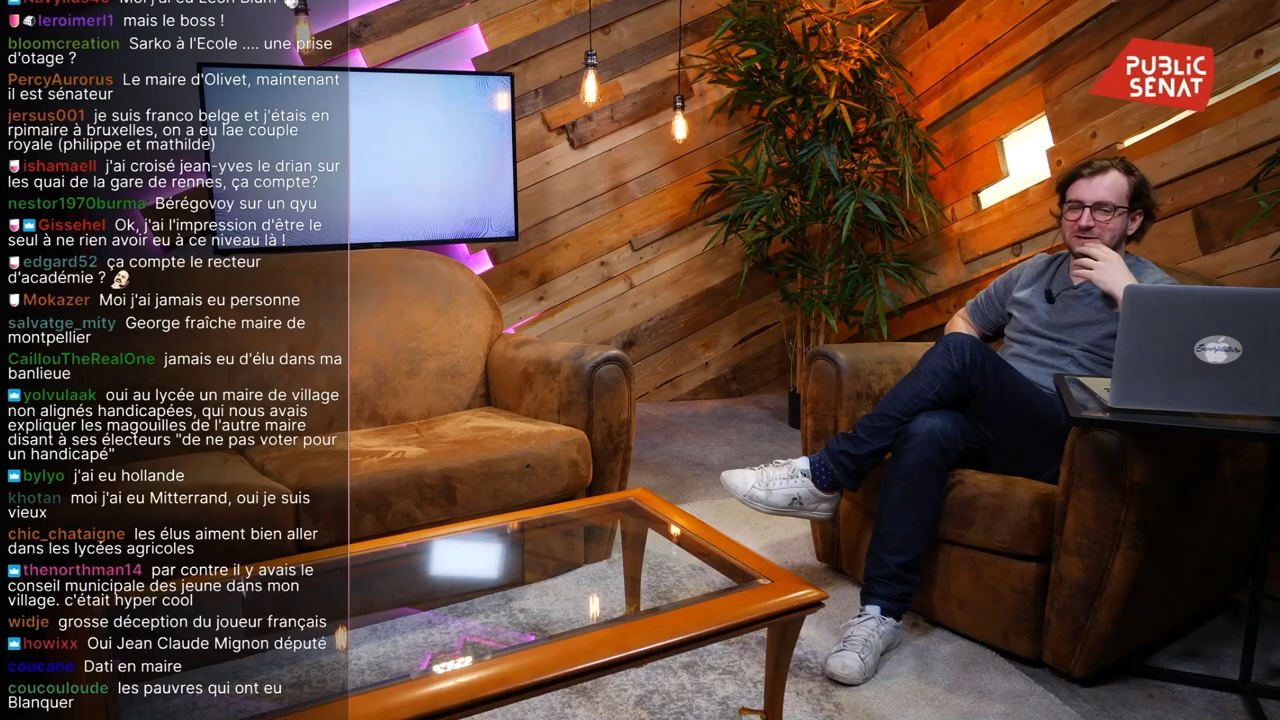 Moi j'ai eu Léon Blum
leroimerl1 mais le boss !
bloomcreation Sarko à l'Ecole .... une prise
d'otage ?
PercyAurorus Le maire d'Olivet, maintenant
il est sénateur
jersus001 je suis franco belge et j'étais en
rpimaire à bruxelles, on a eu lae couple
royale (philippe et mathilde)
ishamaell j'ai croisé jean-yves le drian sur
les quai de la gare de rennes, ça compte?
nestor1970burma Bérégovoy sur un qyu
Gissehel Ok, j'ai l'impression d'être le
seul à ne rien avoir eu à ce niveau là !
edgard52 ça compte le recteur
d'académie ?
Mokazer Moi j'ai jamais eu personne
salvatge_mity George fraîche maire de
montpellier
CaillouTheRealOne jamais eu d'élu dans ma
banlieue
yolvulaak oui au lycée un maire de village
non alignés handicapées, qui nous avais
expliquer les magouilles de l'autre maire
disant à ses électeurs "de ne pas voter pour
un handicapé"
bylyo j'ai eu hollande
khotan moi j'ai eu Mitterrand, oui je suis
vieux
chic_chataigne les élus aiment bien aller
dans les lycées agricoles
thenorthman14 par contre il y avais le
conseil municipale des jeune dans mon
village. c'était hyper cool
widje grosse déception du joueur français
howixx Oui Jean Claude Mignon député
coucano Dati en maire
coucouloude les pauvres qui ont eu
Blanquer
PUBLIC
SÉNAT